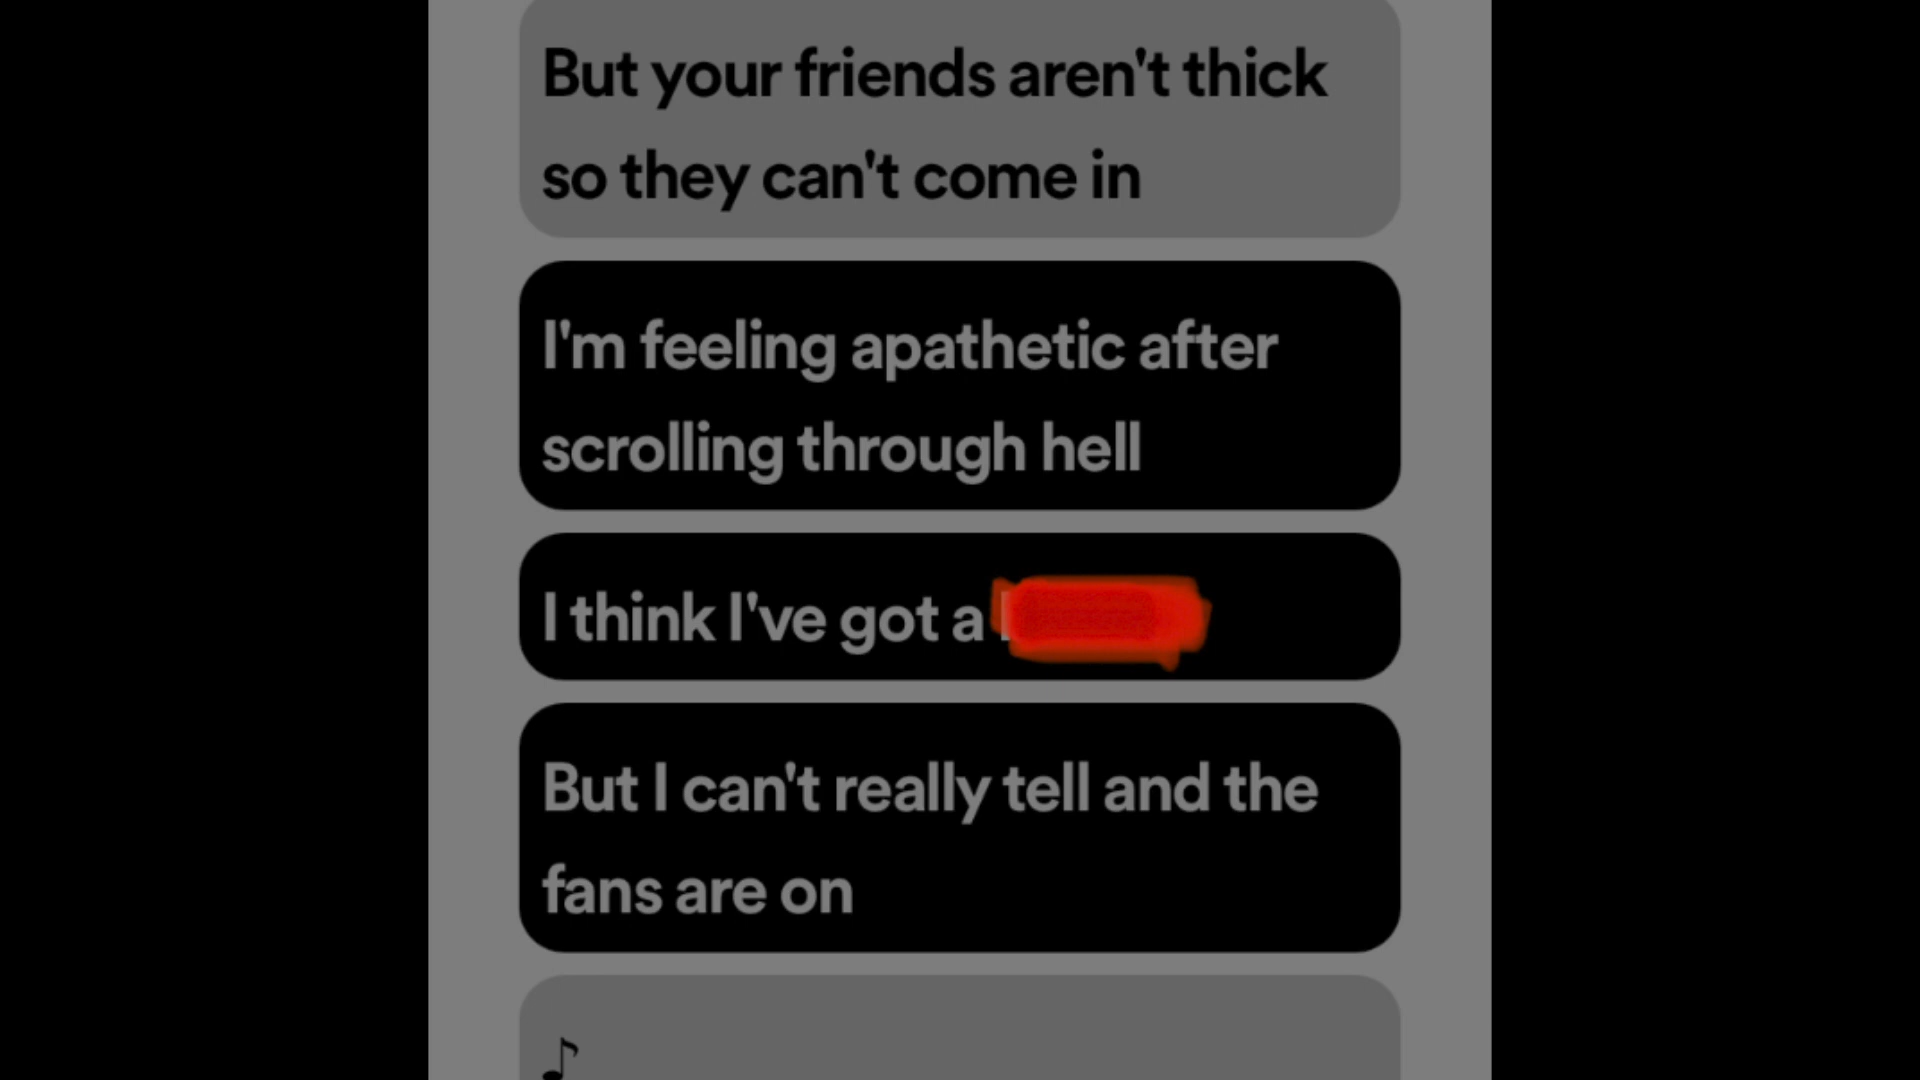 But your friends aren't thick
so they can't come in
I'm feeling apathetic after
scrolling through hell
I think I've got a
But I can't really tell and the
fans are on
♪